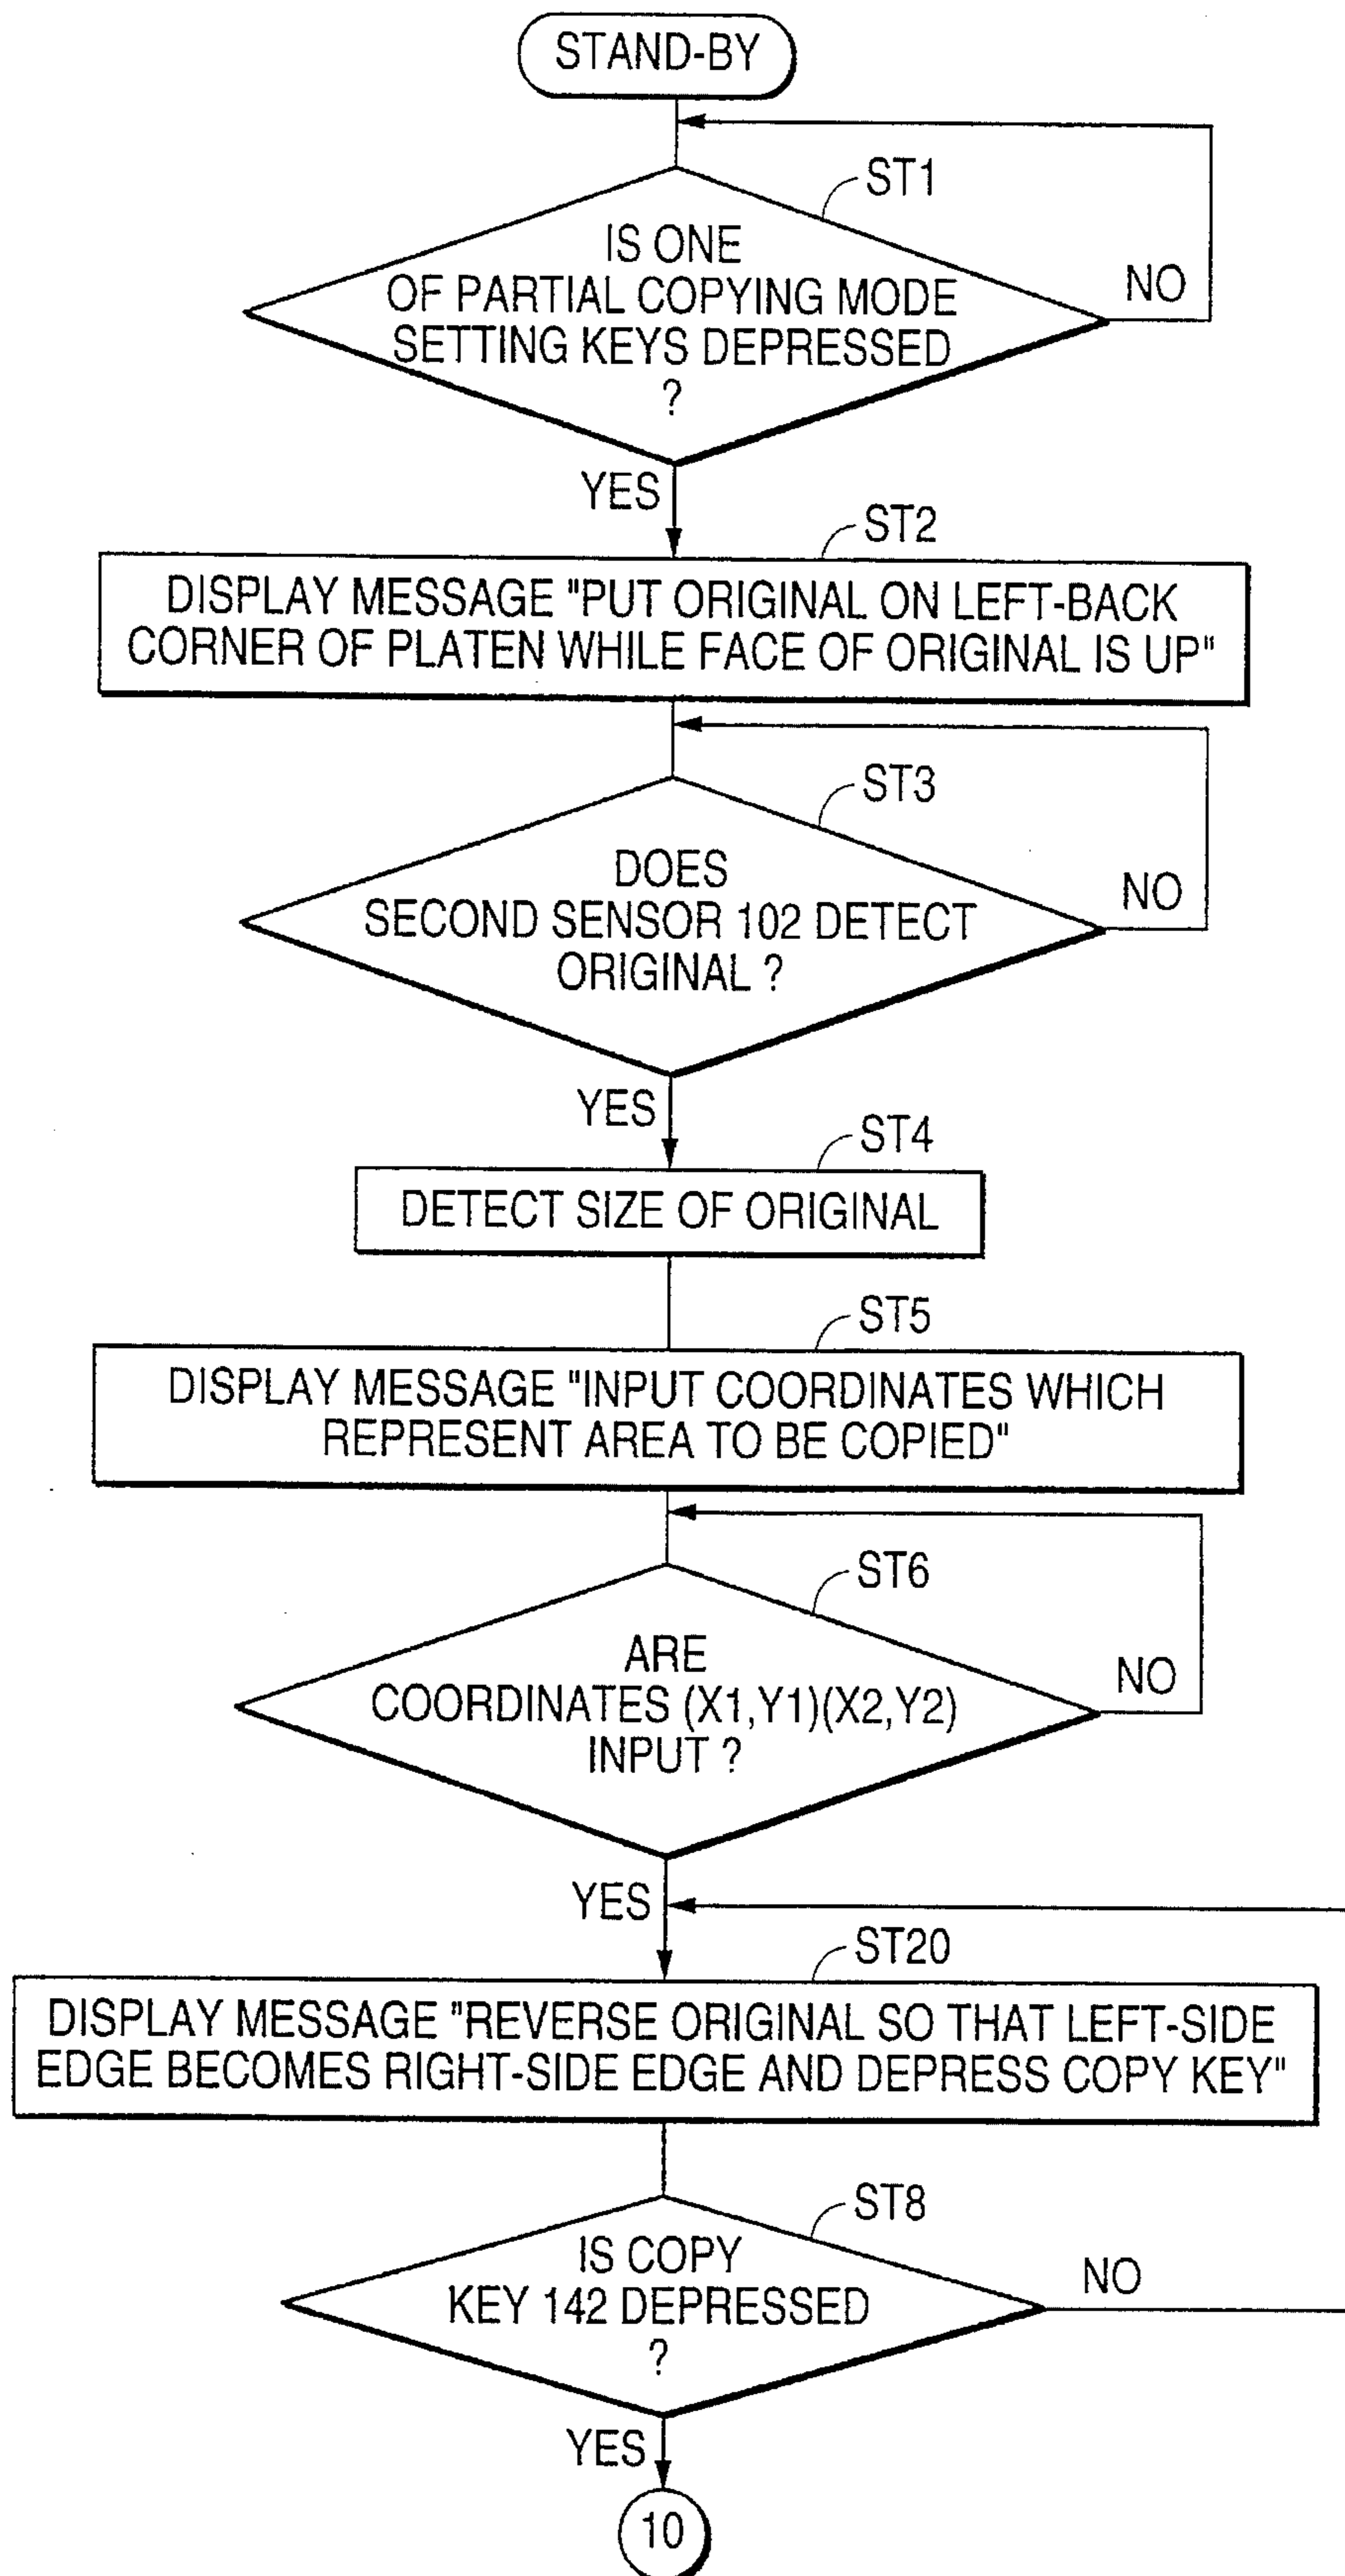 STAND-BY
ST1
IS ONE
OF PARTIAL COPYING MODE
SETTING KEYS DEPRESSED
?
NO
YES
ST2
DISPLAY MESSAGE "PUT ORIGINAL ON LEFT-BACK
CORNER OF PLATEN WHILE FACE OF ORIGINAL IS UP"
ST3
DOES
SECOND SENSOR 102 DETECT
ORIGINAL ?
NO
YES
ST4
DETECT SIZE OF ORIGINAL
ST5
DISPLAY MESSAGE "INPUT COORDINATES WHICH
REPRESENT AREA TO BE COPIED"
ST6
ARE
COORDINATES (X1,Y1)(X2,Y2)
INPUT ?
NO
YES
ST20
DISPLAY MESSAGE "REVERSE ORIGINAL SO THAT LEFT-SIDE
EDGE BECOMES RIGHT-SIDE EDGE AND DEPRESS COPY KEY"
ST8
IS COPY
KEY 142 DEPRESSED
?
NO
YES
10